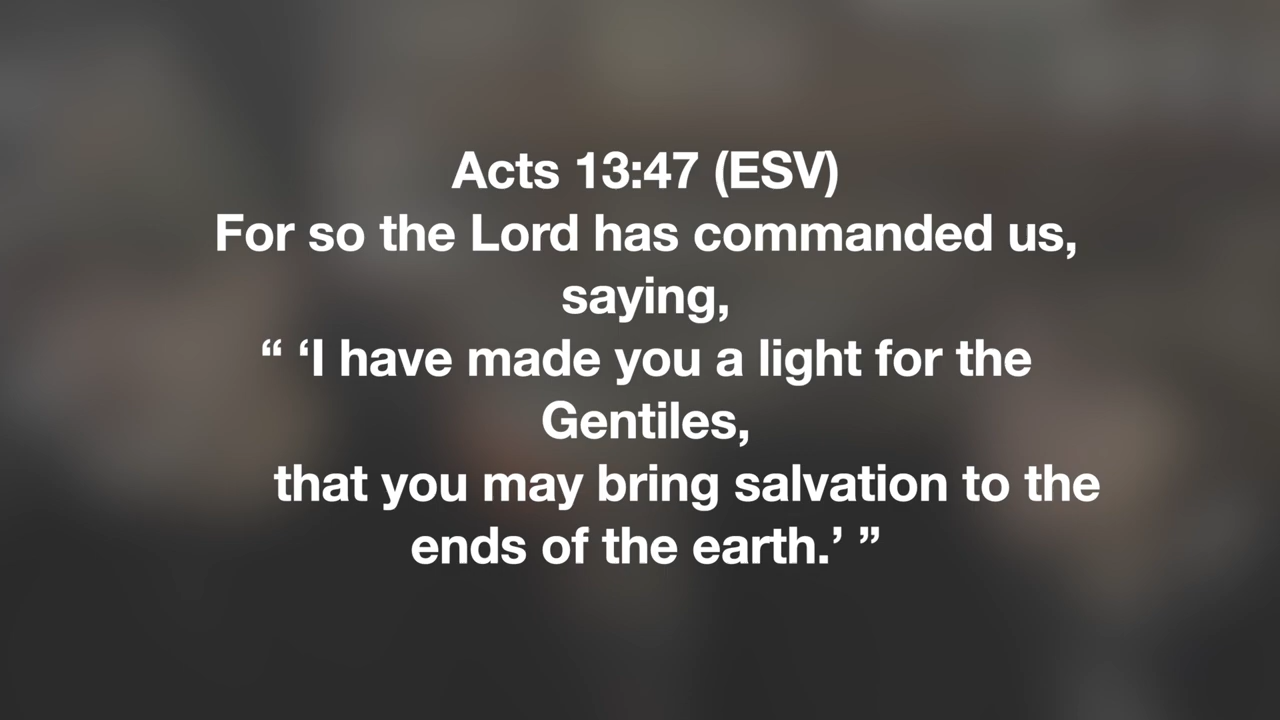 Acts 13:47 (ESV)
For so the Lord has commanded us,
saying,
“ ‘I have made you a light for the
Gentiles,
that you may bring salvation to the
ends of the earth.’ ”